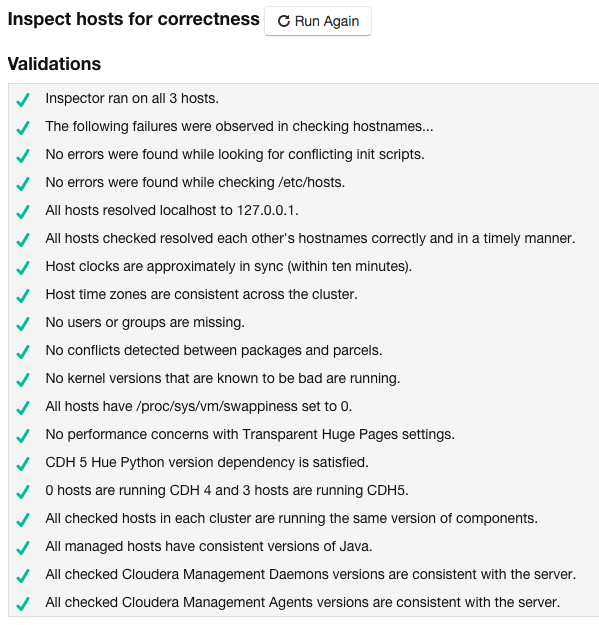 Inspect hosts for correctness Run Again
Validations
Inspector ran on all 3 hosts.
The following failures were observed in checking hostnames...
No errors were found while looking for conflicting init scripts.
No errors were found while checking /etc/hosts.
All hosts resolved localhost to 127.0.0.1.
All hosts checked resolved each other's hostnames correctly and in a timely manner.
Host clocks are approximately in sync (within ten minutes).
Host time zones are consistent across the cluster.
No users or groups are missing.
No conflicts detected between packages and parcels.
No kernel versions that are known to be bad are running.
All hosts have /proc/sys/vm/swappiness set to 0.
No performance concerns with Transparent Huge Pages settings.
CDH 5 Hue Python version dependency is satisfied.
0 hosts are running CDH 4 and 3 hosts are running CDH5.
All checked hosts in each cluster are running the same version of components.
All managed hosts have consistent versions of Java.
All checked Cloudera Management Daemons versions are consistent with the server.
All checked Cloudera Management Agents versions are consistent with the server.